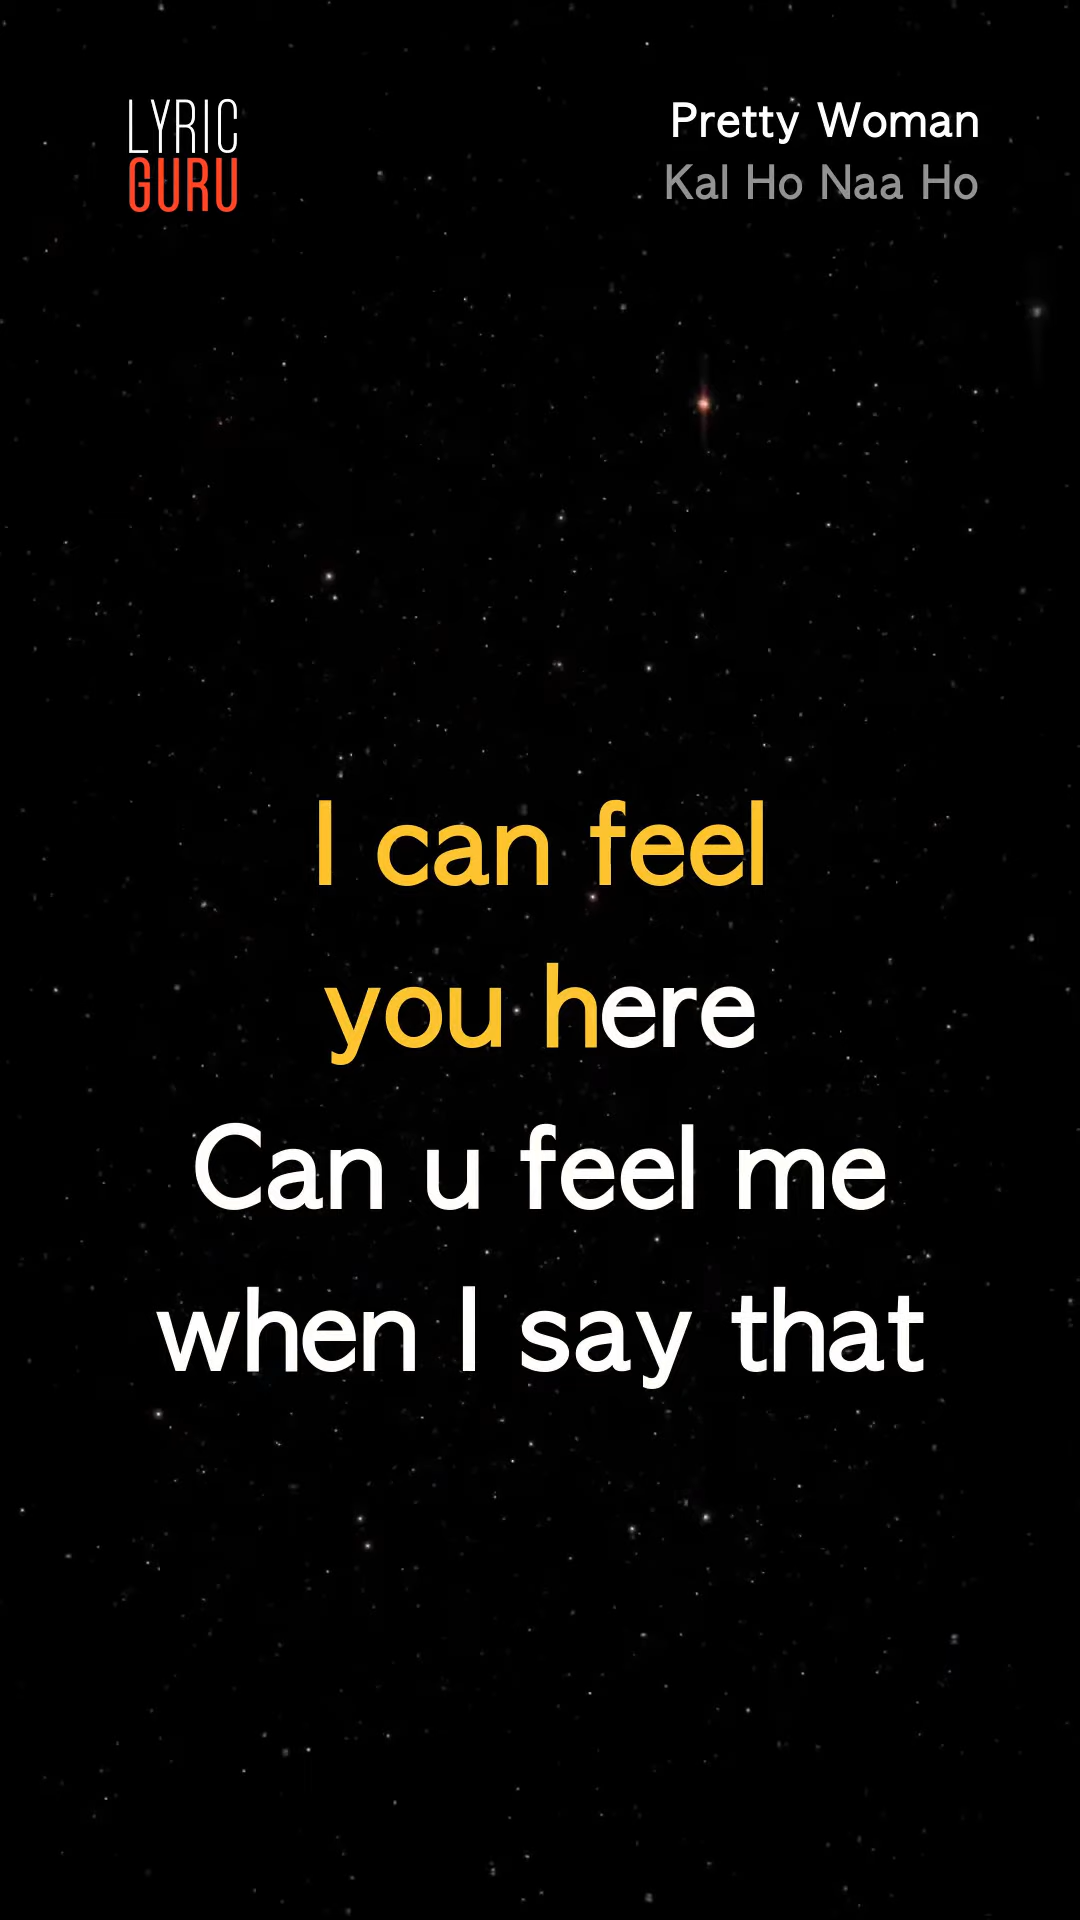 LYRIC
GURU
Pretty Woman
Kal Ho Naa Ho
I can feel
you here
Can u feel me
when I say that